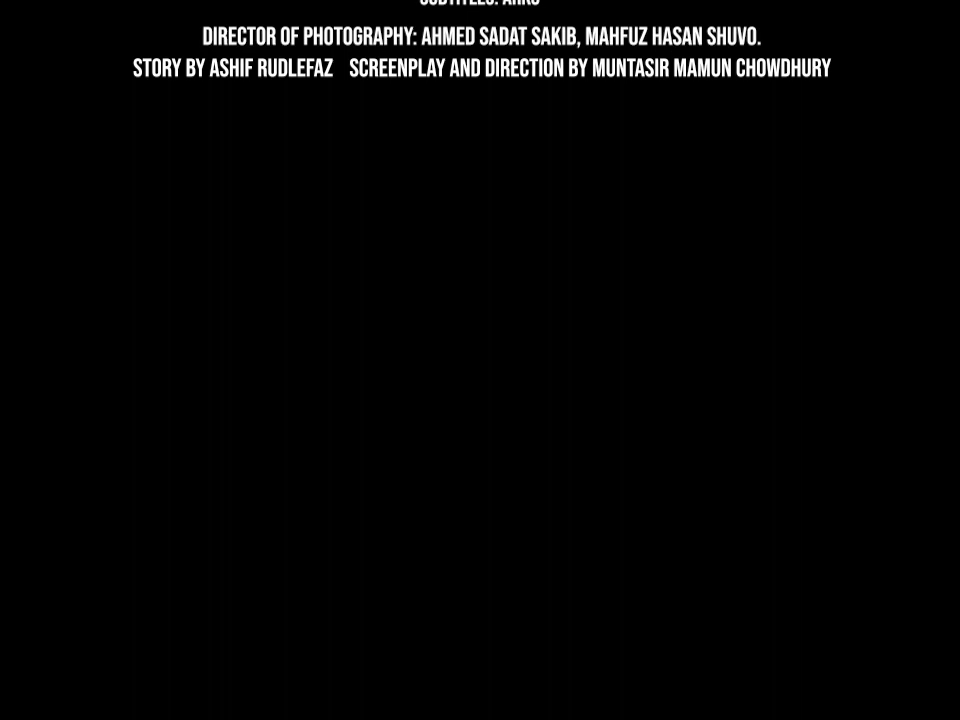 DIRECTOR OF PHOTOGRAPHY: AHMED SADAT SAKIB, MAHFUZ HASAN SHUVO.
STORY BY ASHIF RUDLEFAZ SCREENPLAY AND DIRECTION BY MUNTASIR MAMUN CHOWDHURY